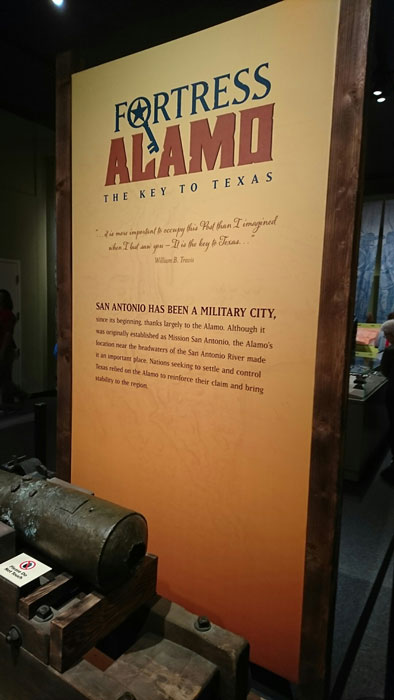 FORTRESS
ALAMO
THE KEY TO TEXAS
"...it is more important to occupy this Post than I imagined
when I last saw you – It is the key to Texas..."
William B. Travis
SAN ANTONIO HAS BEEN A MILITARY CITY,
since its beginning, thanks largely to the Alamo. Although it
was originally established as Mission San Antonio, the Alamo's
location near the headwaters of the San Antonio River made
it an important place. Nations seeking to settle and control
Texas relied on the Alamo to reinforce their claim and bring
stability to the region.
Please Do
Not Touch